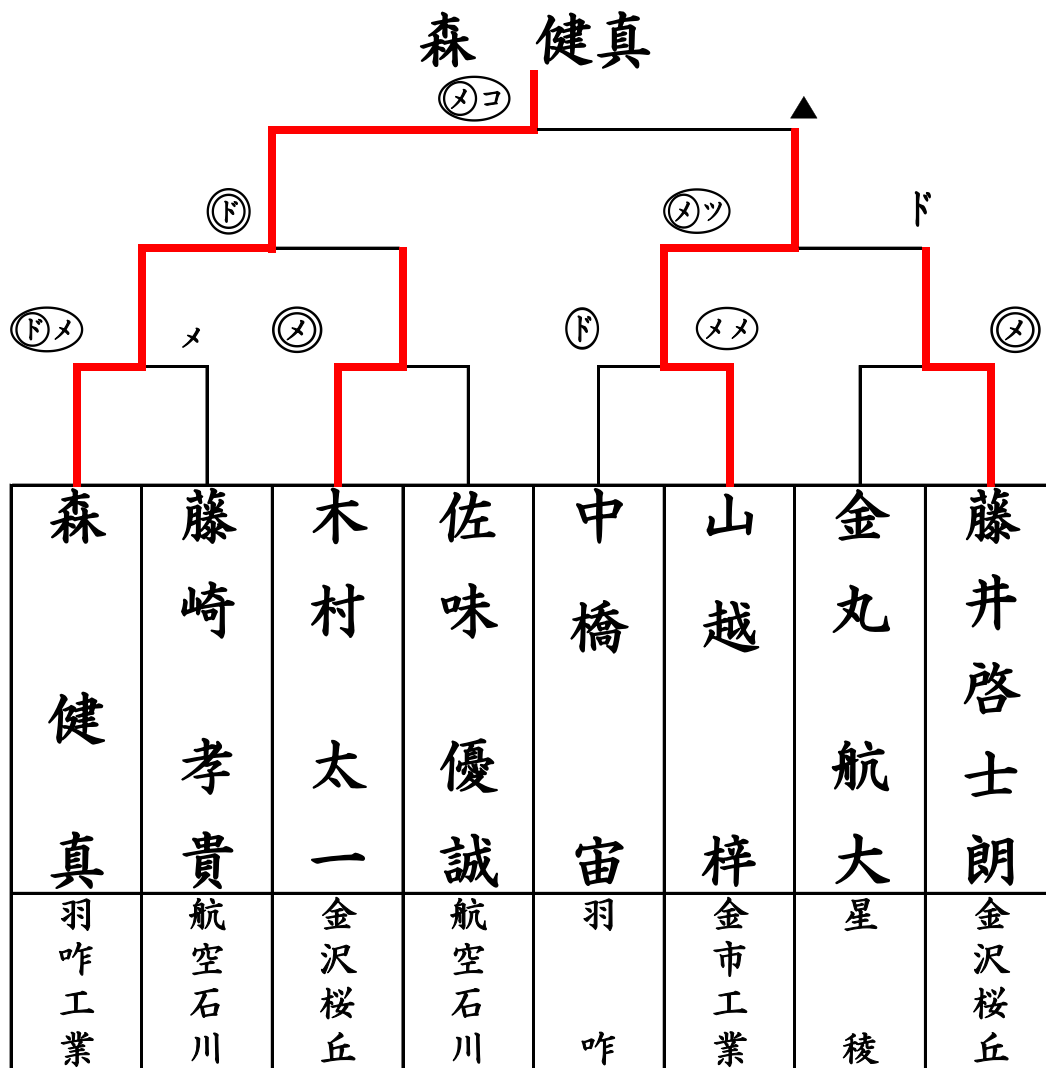 森 健真
メコ ▲
ド メツ ド
ドメ メ メ ド メメ メ
森 健真
藤崎 孝貴
木村 太一
佐味 優誠
中橋 宙
山越 梓
金丸 航大
藤井啓士朗
羽咋工業
航空石川
金沢桜丘
航空石川
羽咋
金市工業
星稜
金沢桜丘